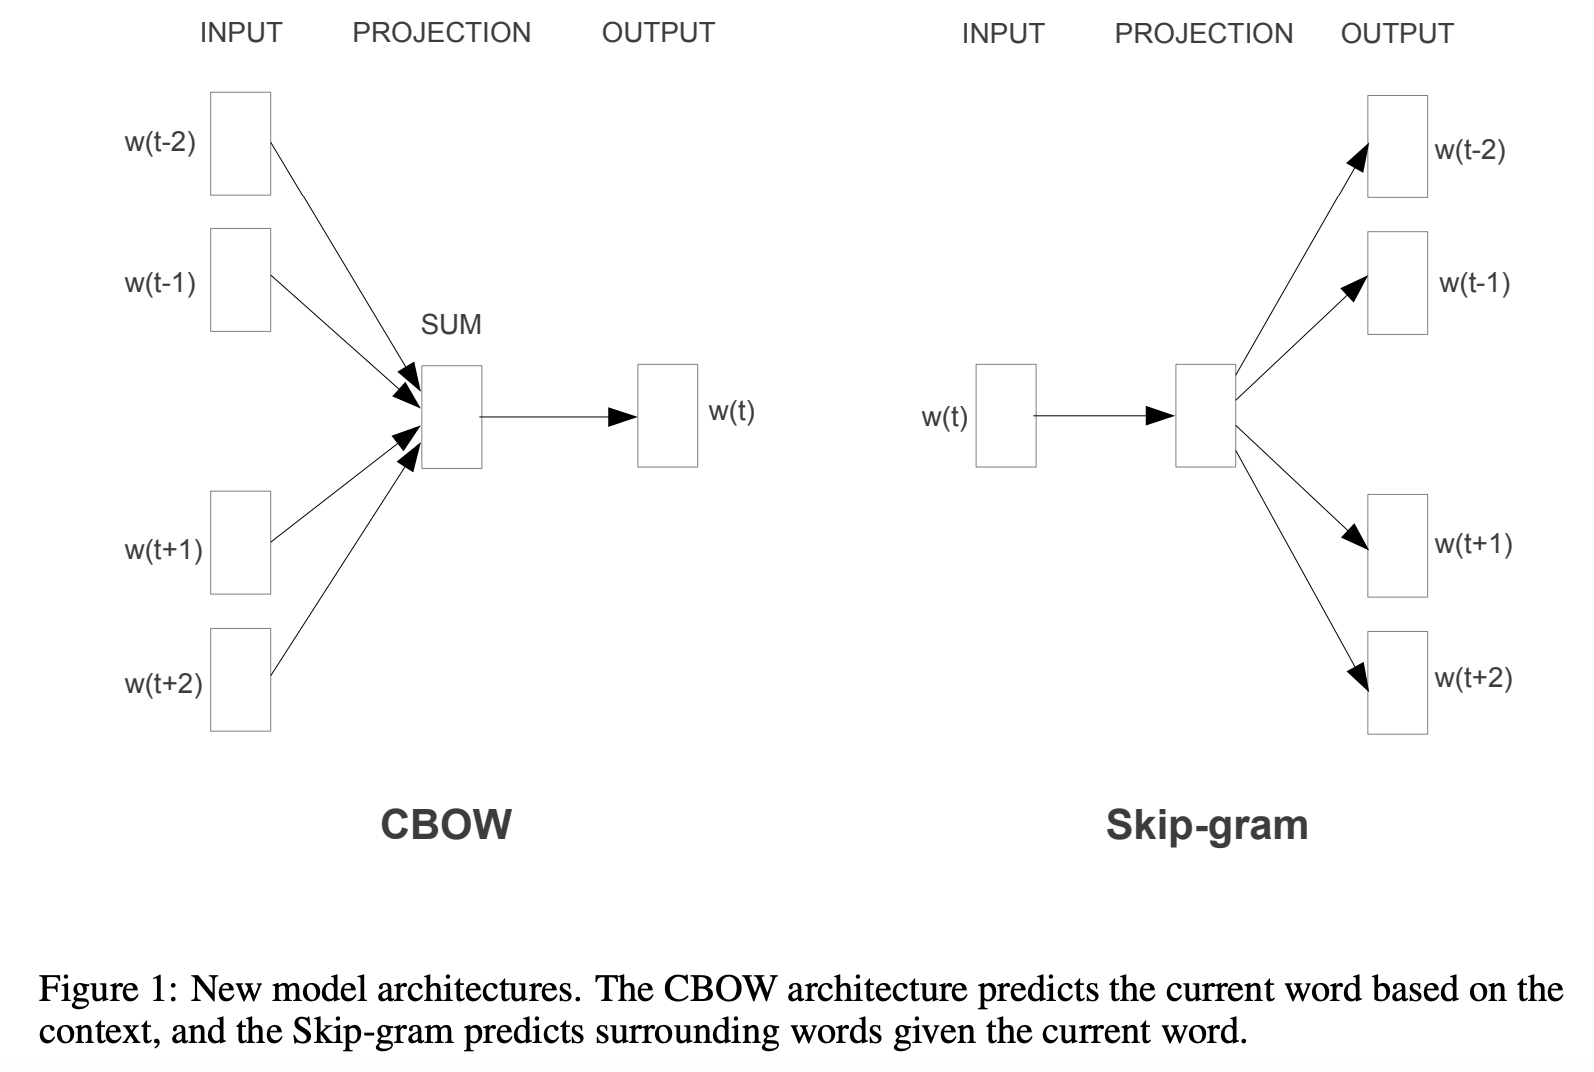 INPUT PROJECTION OUTPUT
w(t-2)
w(t-1)
SUM
w(t)
w(t+1)
w(t+2)
CBOW
INPUT PROJECTION OUTPUT
w(t-2)
w(t-1)
w(t)
w(t+1)
w(t+2)
Skip-gram
Figure 1: New model architectures. The CBOW architecture predicts the current word based on the
context, and the Skip-gram predicts surrounding words given the current word.